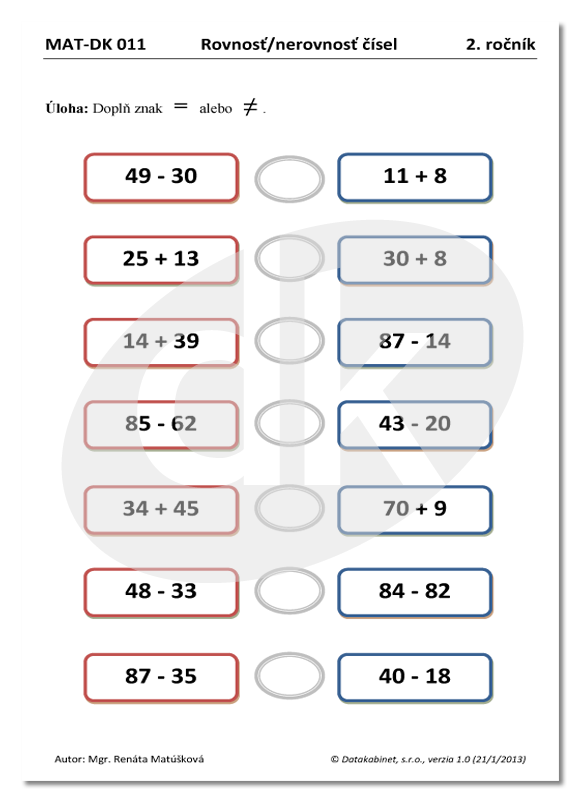 MAT-DK 011 Rovnosť/nerovnosť čísel 2. ročník
Úloha: Doplň znak = alebo ≠ .
49 - 30 11 + 8
25 + 13 30 + 8
14 + 39 87 - 14
85 - 62 43 - 20
34 + 45 70 + 9
48 - 33 84 - 82
87 - 35 40 - 18
dk
Autor: Mgr. Renáta Matúšková © Datakabinet, s.r.o., verzia 1.0 (21/1/2013)